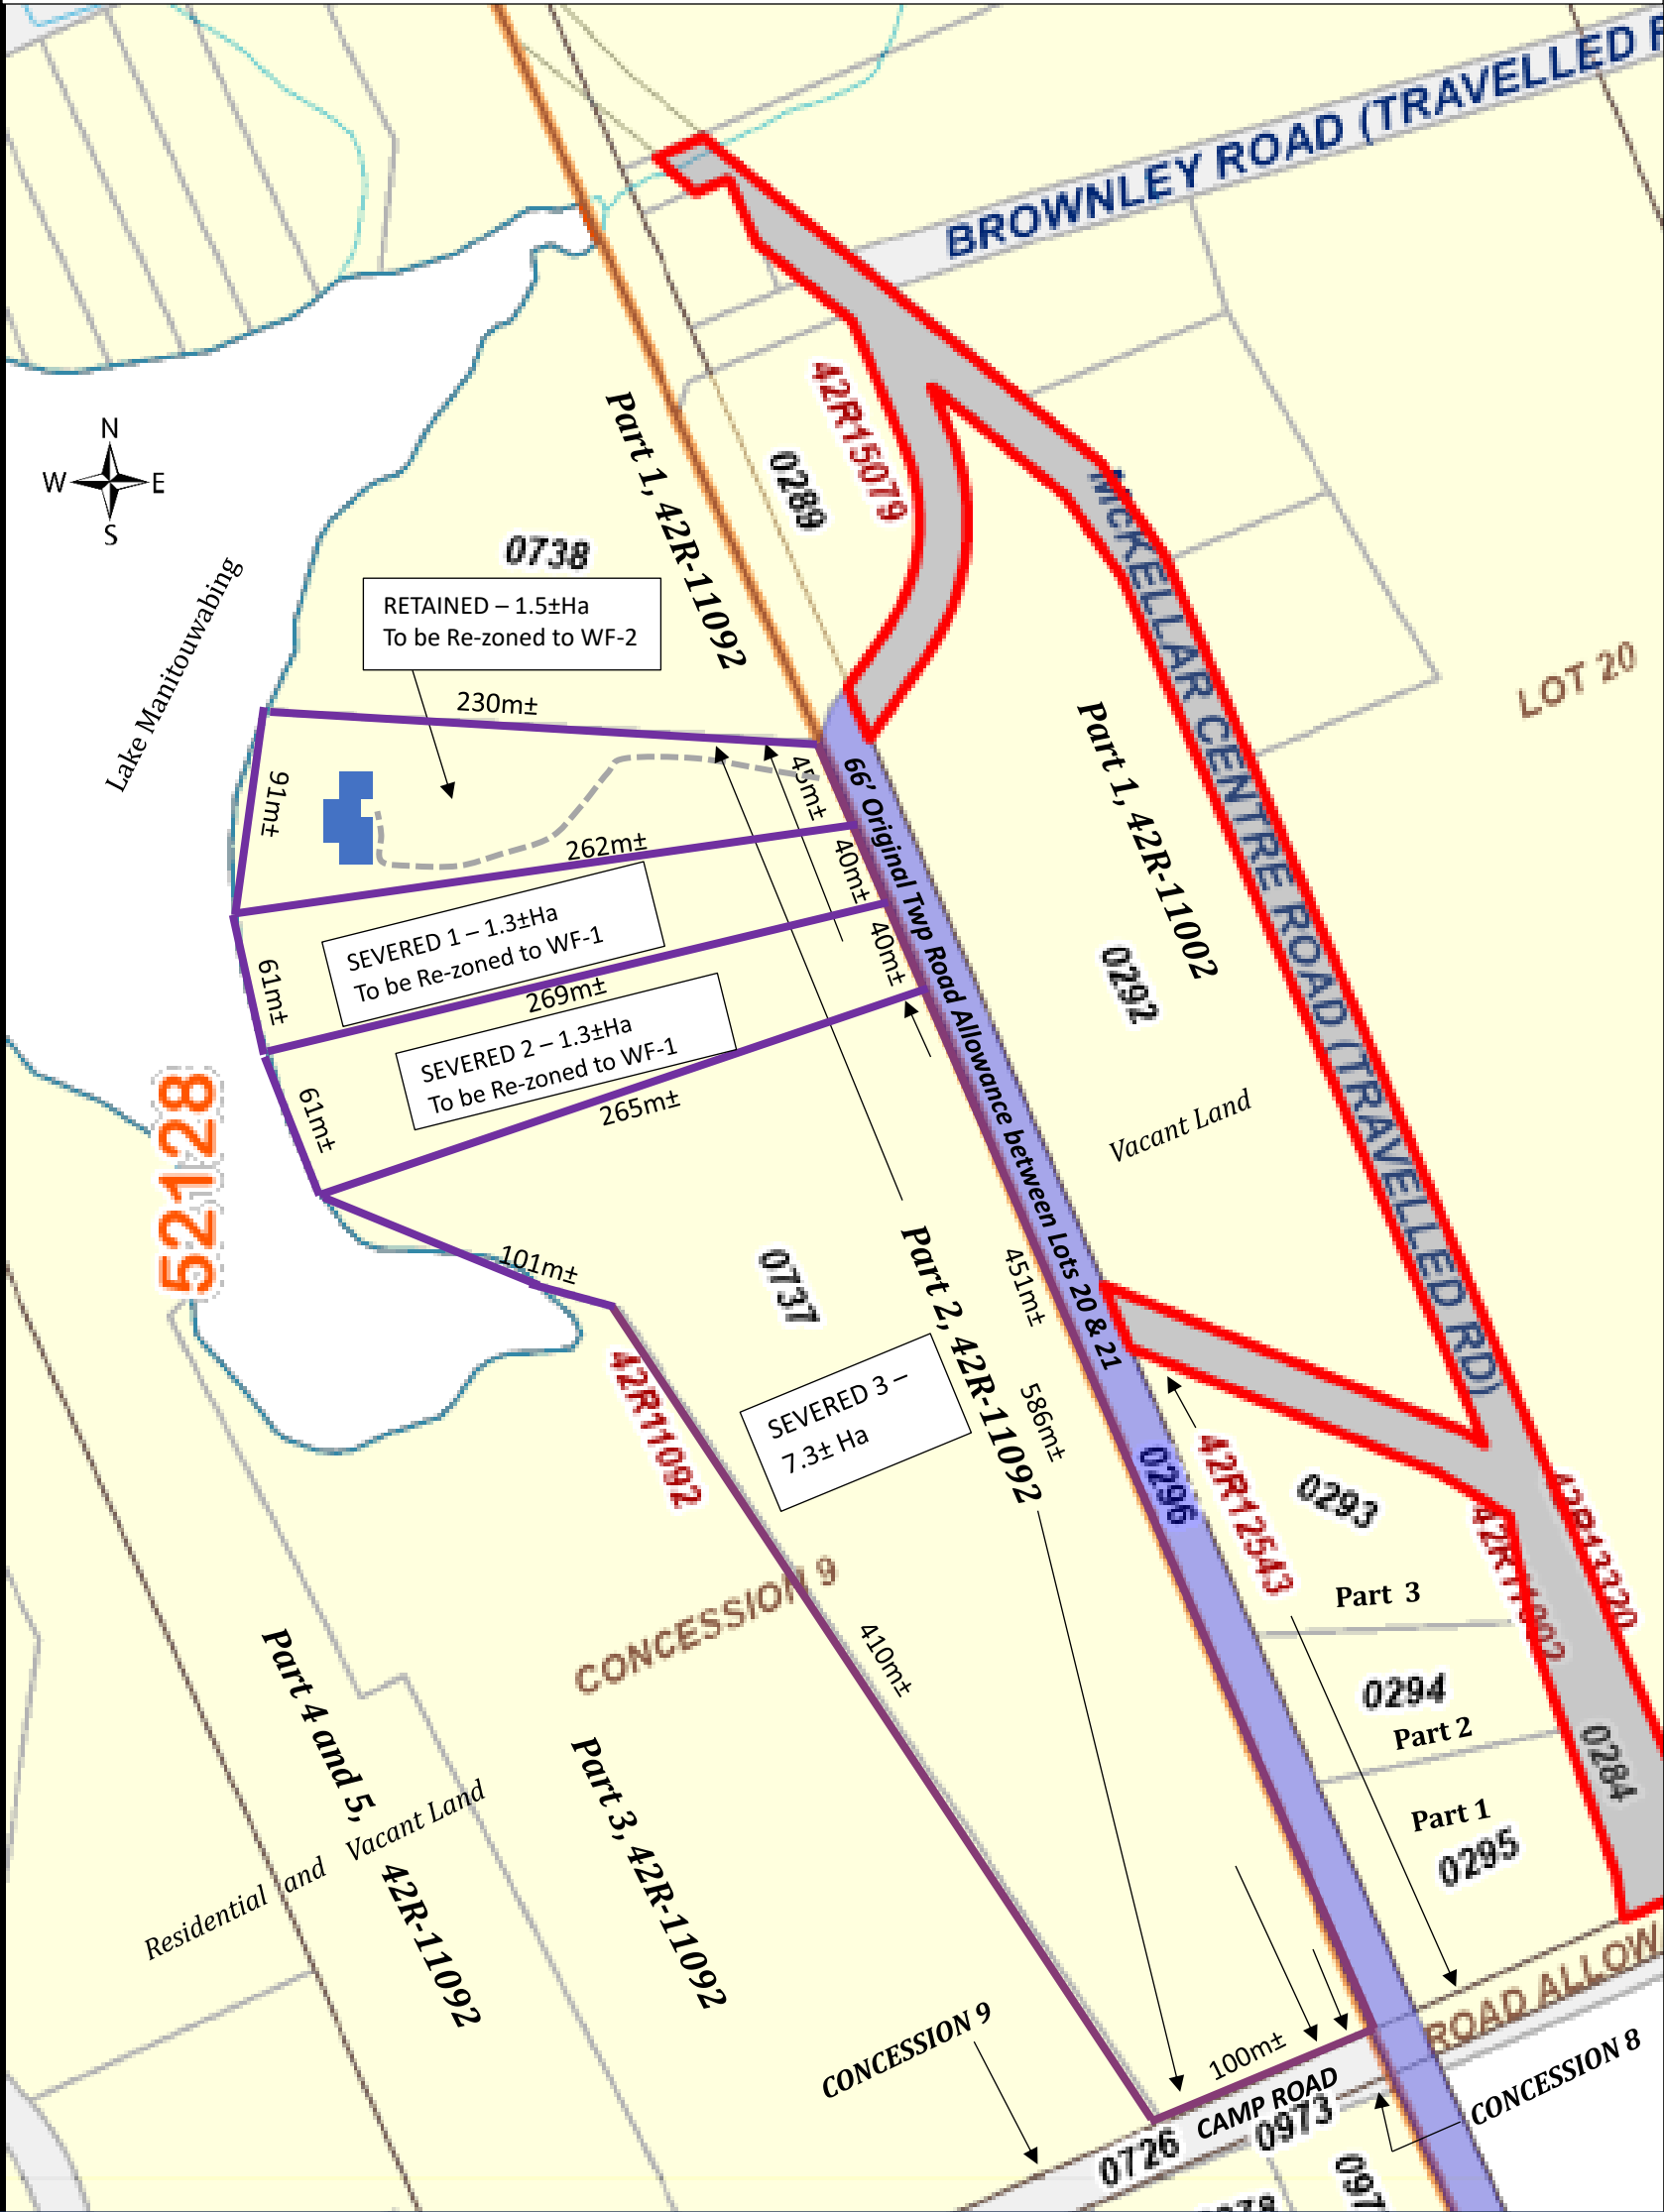 BROWNLEY ROAD (TRAVELLED
N
W
E
S
Lake Manitouwabing
0738
RETAINED – 1.5±Ha
To be Re-zoned to WF-2
Part 1, 42R-11092
0289
42R15079
MCKELLAR CENTRE ROAD (TRAVELLED RD)
LOT 20
Part 1, 42R-11002
0292
Vacant Land
230m±
91m±
45m±
262m±
40m±
SEVERED 1 – 1.3±Ha
To be Re-zoned to WF-1
61m±
269m±
40m±
SEVERED 2 – 1.3±Ha
To be Re-zoned to WF-1
61m±
265m±
66' Original Twp Road Allowance between Lots 20 & 21
52128
101m±
0737
Part 2, 42R-11092
451m±
586m±
SEVERED 3 –
7.3± Ha
42R11092
0296
42R12543
0293
Part 3
42R11002
42R13320
0294
Part 2
0284
Part 1
0295
CONCESSION 9
410m±
Part 4 and 5, 42R-11092
Vacant Land
Residential Land
Part 3, 42R-11092
CONCESSION 9
100m±
CAMP ROAD
ROAD ALLOW
CONCESSION 8
0726
0973